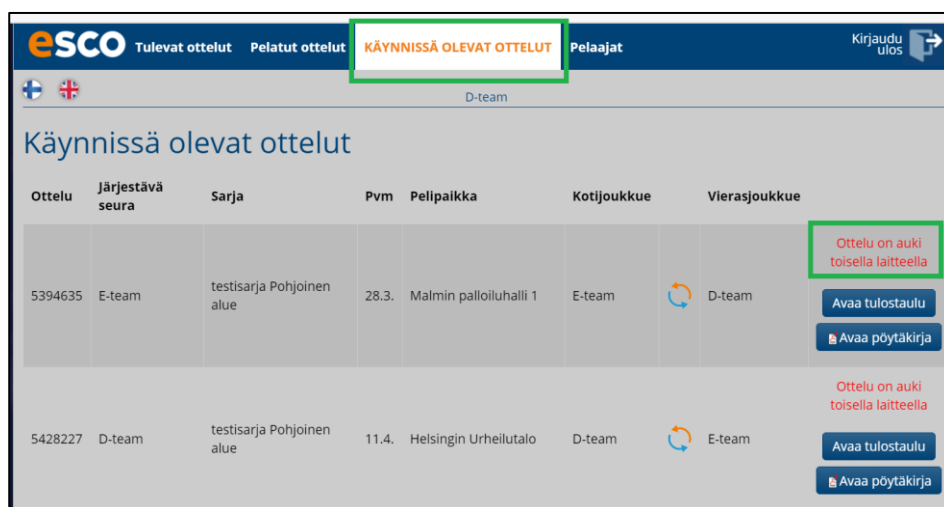 esco Tulevat ottelut Pelatut ottelut KÄYNNISSÄ OLEVAT OTTELUT Pelaajat Kirjaudu
ulos
D-team
Käynnissä olevat ottelut
Ottelu Järjestävä seura Sarja Pvm Pelipaikka Kotijoukkue Vierasjoukkue
Ottelu on auki
toisella laitteella
5394635 E-team testisarja Pohjoinen alue 28.3. Malmin palloiluhalli 1 E-team D-team
Avaa tulostaulu
Avaa pöytäkirja
Ottelu on auki
toisella laitteella
5428227 D-team testisarja Pohjoinen alue 11.4. Helsingin Urheilutalo D-team E-team
Avaa tulostaulu
Avaa pöytäkirja